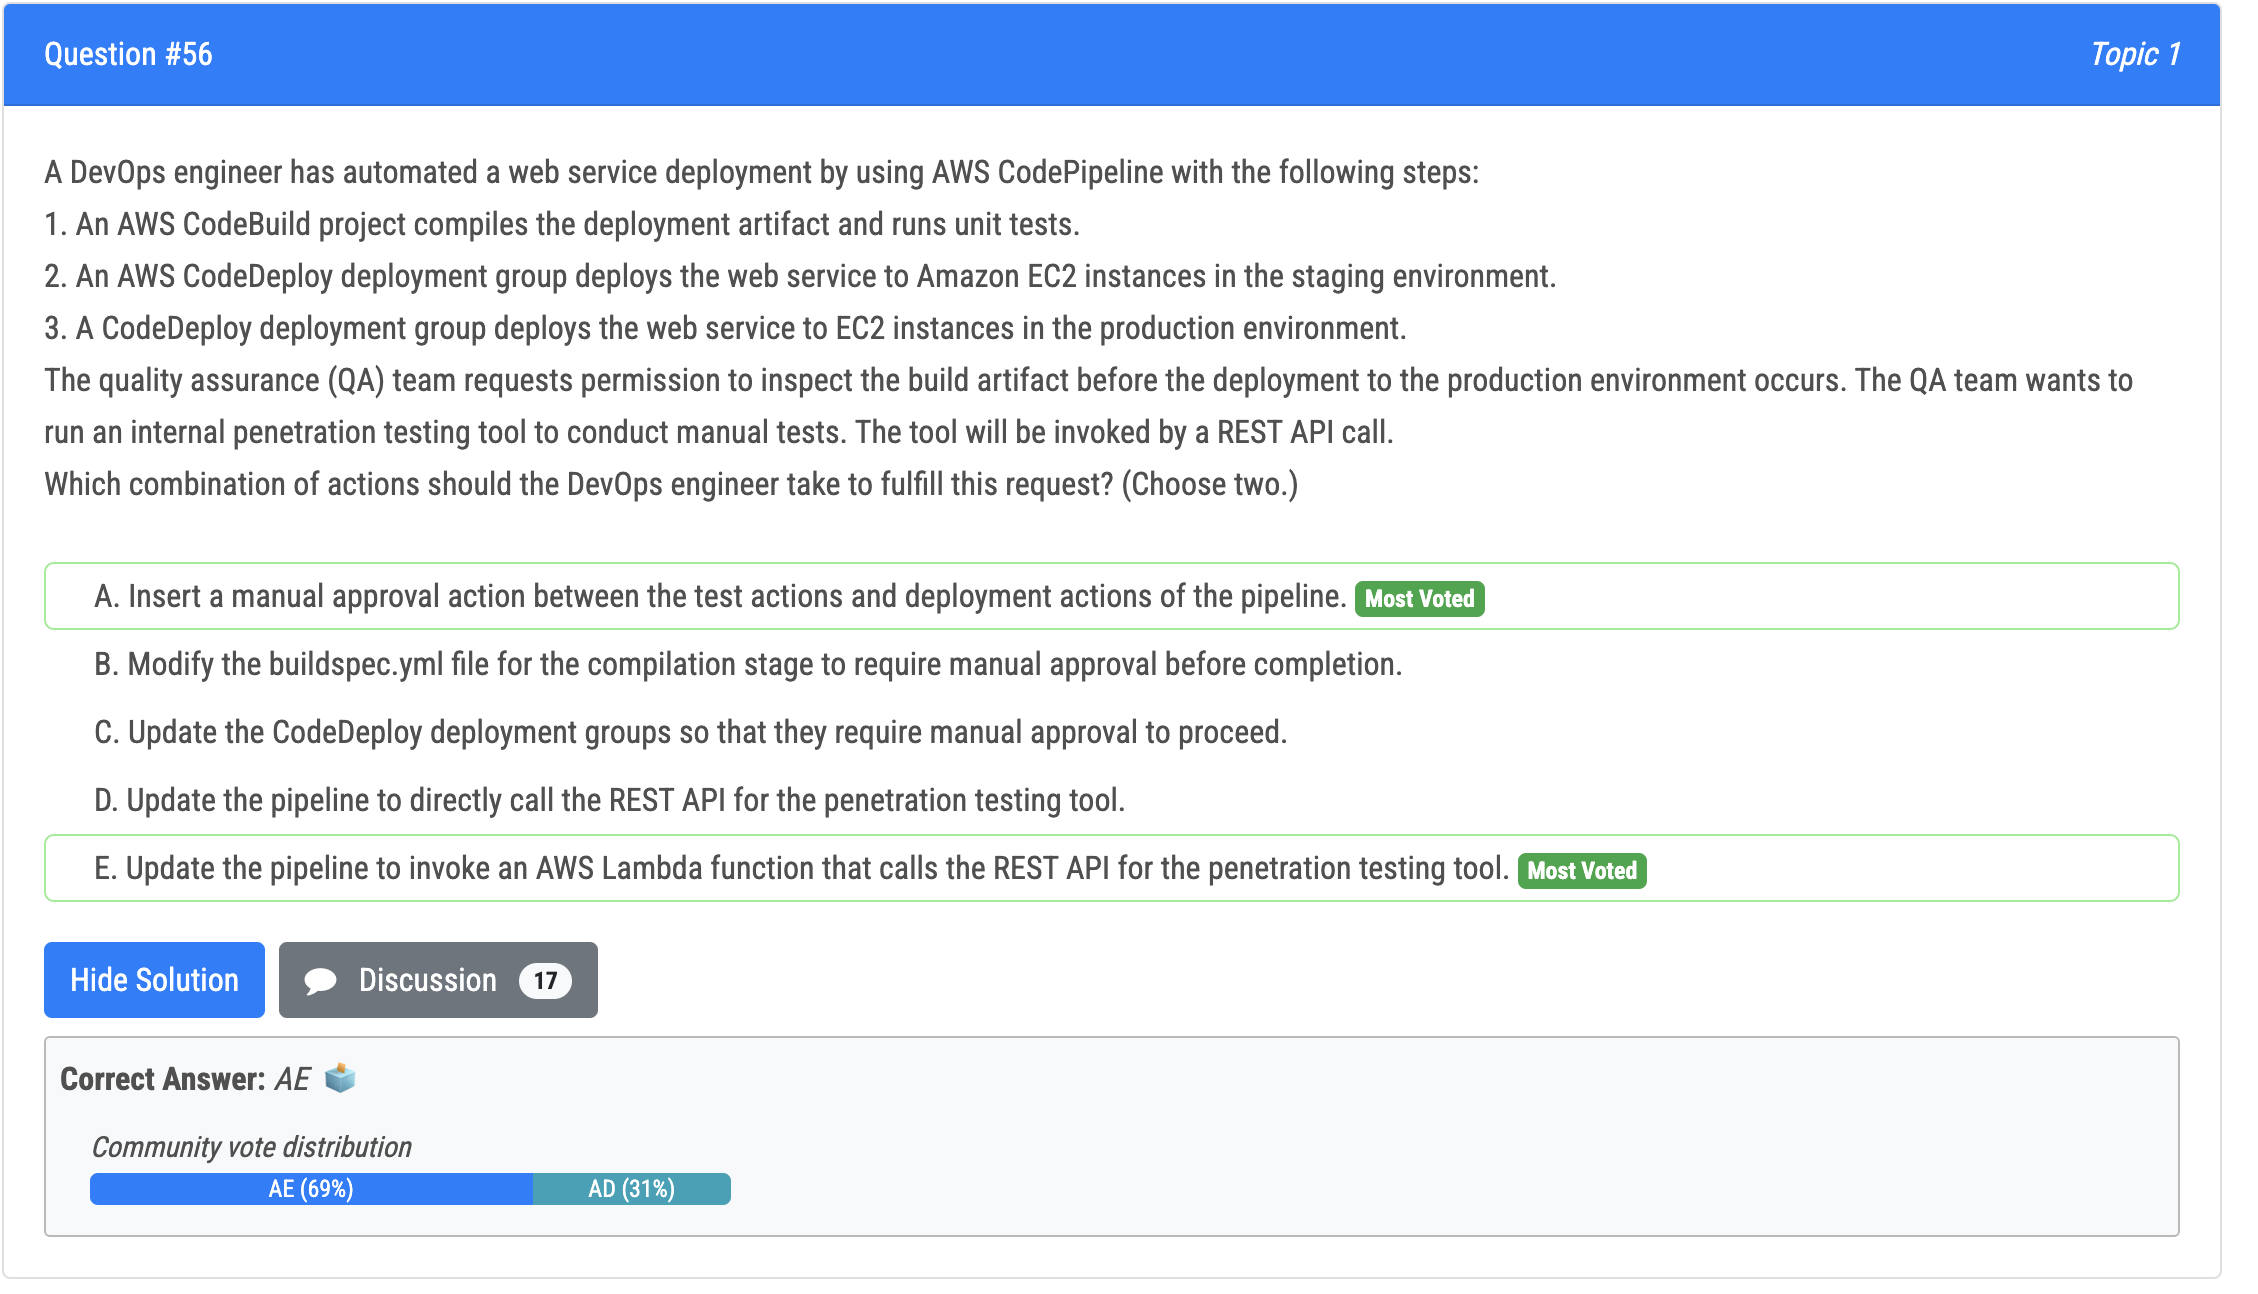 Question #56
Topic 1
A DevOps engineer has automated a web service deployment by using AWS CodePipeline with the following steps:
1. An AWS CodeBuild project compiles the deployment artifact and runs unit tests.
2. An AWS CodeDeploy deployment group deploys the web service to Amazon EC2 instances in the staging environment.
3. A CodeDeploy deployment group deploys the web service to EC2 instances in the production environment.
The quality assurance (QA) team requests permission to inspect the build artifact before the deployment to the production environment occurs. The QA team wants to
run an internal penetration testing tool to conduct manual tests. The tool will be invoked by a REST API call.
Which combination of actions should the DevOps engineer take to fulfill this request? (Choose two.)
A. Insert a manual approval action between the test actions and deployment actions of the pipeline. Most Voted
B. Modify the buildspec.yml file for the compilation stage to require manual approval before completion.
C. Update the CodeDeploy deployment groups so that they require manual approval to proceed.
D. Update the pipeline to directly call the REST API for the penetration testing tool.
E. Update the pipeline to invoke an AWS Lambda function that calls the REST API for the penetration testing tool. Most Voted
Hide Solution
Discussion 17
Correct Answer: AE
Community vote distribution
AE (69%)
AD (31%)